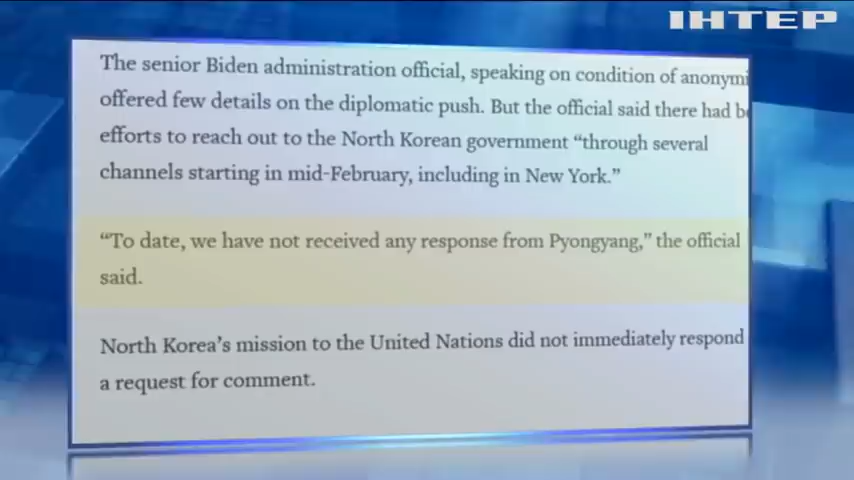 ІНТЕР
The senior Biden administration official, speaking on condition of anonymi
offered few details on the diplomatic push. But the official said there had b
efforts to reach out to the North Korean government “through several
channels starting in mid-February, including in New York.”
“To date, we have not received any response from Pyongyang,” the official
said.
North Korea’s mission to the United Nations did not immediately respond
a request for comment.